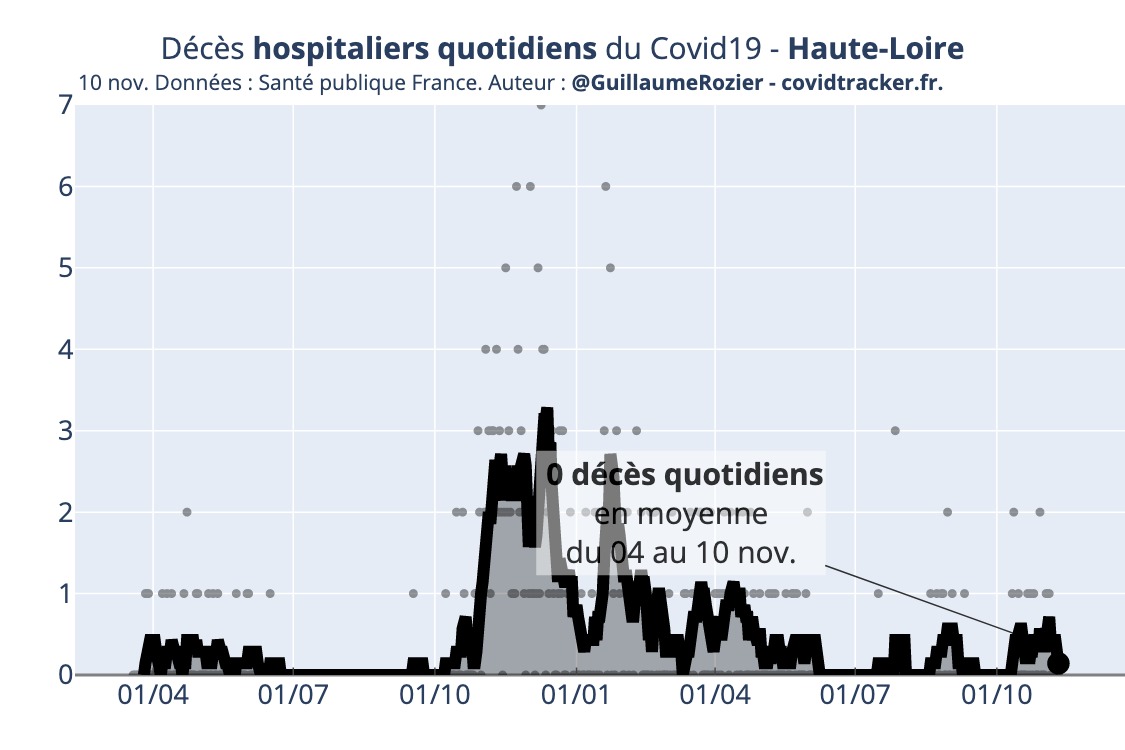 Décès hospitaliers quotidiens du Covid19 - Haute-Loire
10 nov. Données : Santé publique France. Auteur : @GuillaumeRozier - covidtracker.fr.
7
6
5
4
3
2
1
0
0 décès quotidiens
en moyenne
du 04 au 10 nov.
01/04 01/07 01/10 01/01 01/04 01/07 01/10